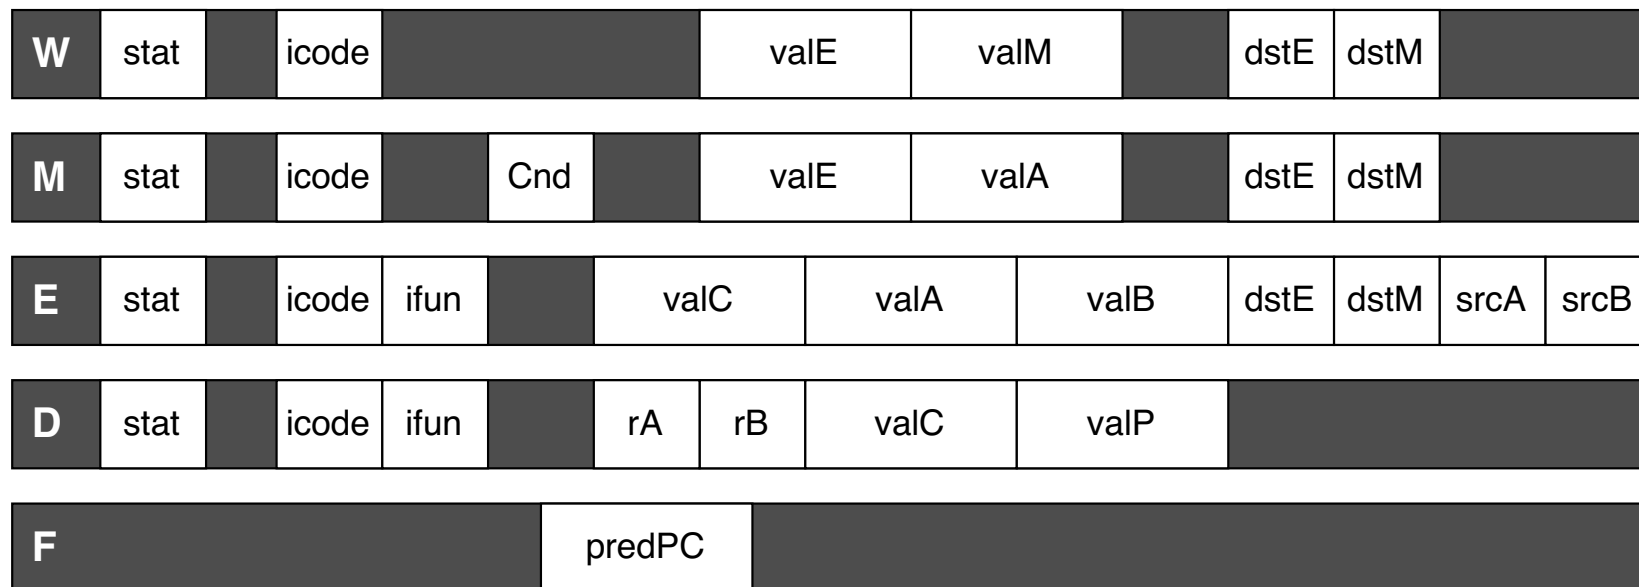 W stat icode valE valM dstE dstM
M stat icode Cnd valE valA dstE dstM
E stat icode ifun valC valA valB dstE dstM srcA srcB
D stat icode ifun rA rB valC valP
F predPC